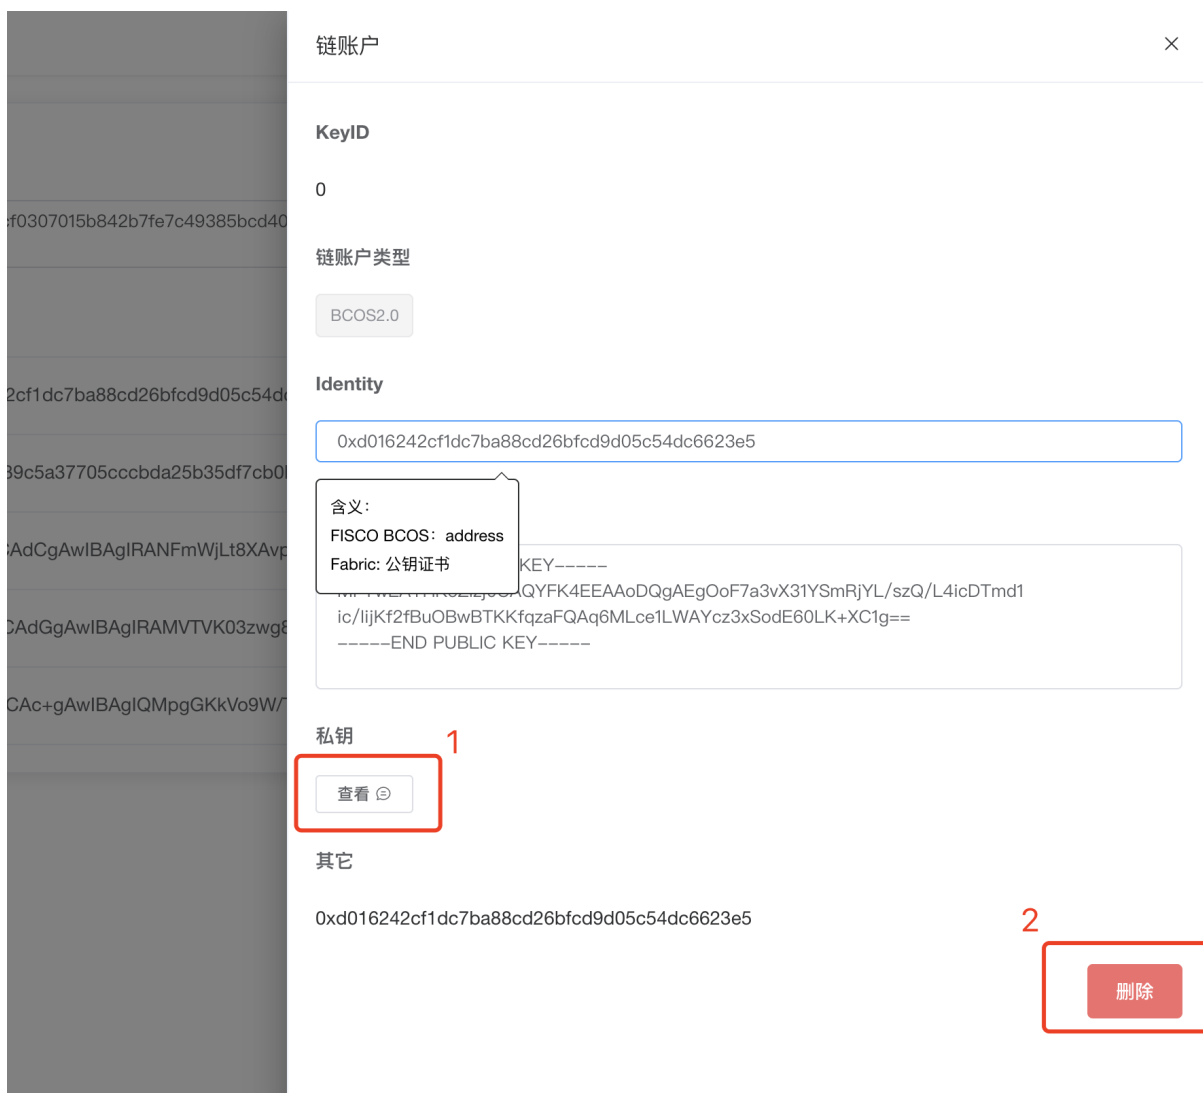 链账户
KeyID
0
cf0307015b842b7fe7c49385bcd40
链账户类型
BCOS2.0
Identity
2cf1dc7ba88cd26bfcd9d05c54d
0xd016242cf1dc7ba88cd26bfcd9d05c54dc6623e5
39c5a37705cccbda25b35df7cb0
含义：
FISCO BCOS：address
Fabric: 公钥证书
KEY-----
CAdCgAwIBAgIRANFmWjLt8XAvp
QYFK4EEAAoDQgAEgOoF7a3vX31YSmRjYL/szQ/L4icDTmd1
ic/lijKf2fBuOBwBTKKfqzaFQAq6MLce1LWAYcz3xSodE60LK+XC1g==
CAdGgAwIBAgIRAMVTVK03zwg8
-----END PUBLIC KEY-----
CAc+gAwIBAgIQMpgGKkVo9W/T
私钥
1
查看
其它
0xd016242cf1dc7ba88cd26bfcd9d05c54dc6623e5
2
删除